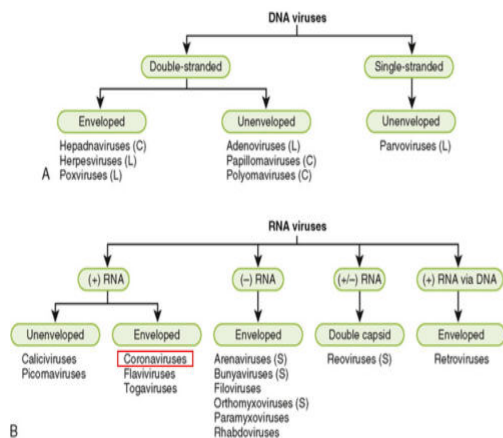 DNA viruses
Double-stranded Single-stranded
Enveloped Unenveloped Unenveloped
Hepadnaviruses (C) Adenoviruses (L) Parvoviruses (L)
Herpesviruses (L) Papillomaviruses (C)
Poxviruses (L) Polyomaviruses (C)
A
RNA viruses
(+) RNA (–) RNA (+/–) RNA (+) RNA via DNA
Unenveloped Enveloped Enveloped Double capsid Enveloped
Caliciviruses Coronaviruses Arenaviruses (S) Reoviruses (S) Retroviruses
Picornaviruses Flaviviruses Bunyaviruses (S)
Togaviruses Filoviruses
Orthomyxoviruses (S)
Paramyxoviruses
B Rhabdoviruses